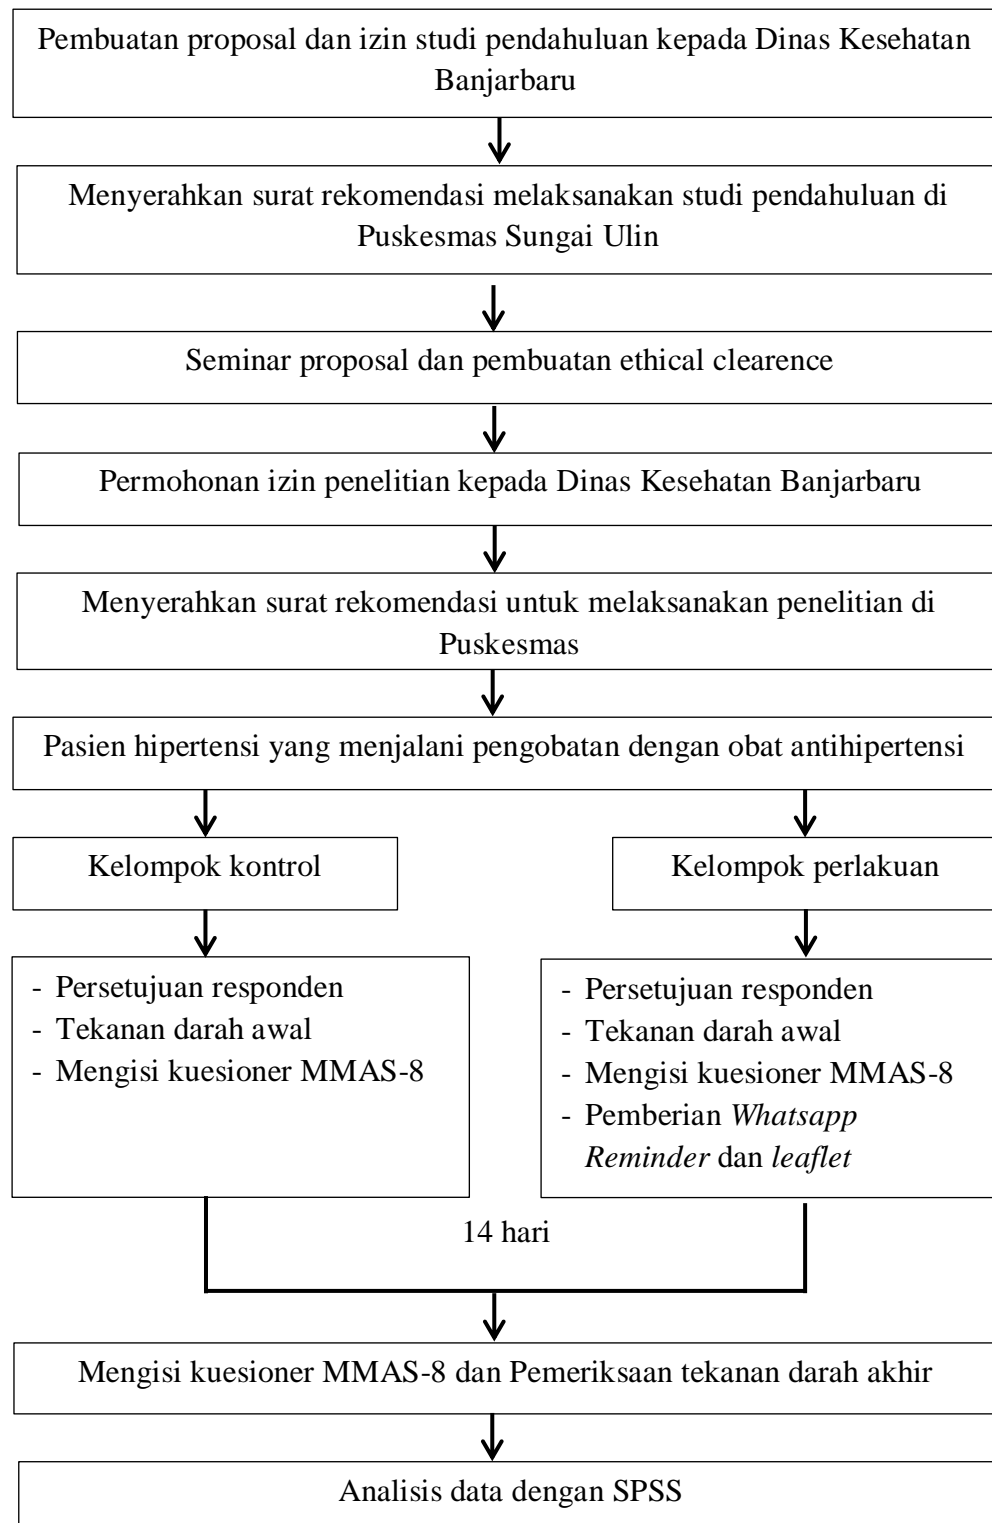 Pembuatan proposal dan izin studi pendahuluan kepada Dinas Kesehatan
Banjarbaru
Menyerahkan surat rekomendasi melaksanakan studi pendahuluan di
Puskesmas Sungai Ulin
Seminar proposal dan pembuatan ethical clearence
Permohonan izin penelitian kepada Dinas Kesehatan Banjarbaru
Menyerahkan surat rekomendasi untuk melaksanakan penelitian di
Puskesmas
Pasien hipertensi yang menjalani pengobatan dengan obat antihipertensi
Kelompok kontrol
Kelompok perlakuan
- Persetujuan responden
- Tekanan darah awal
- Mengisi kuesioner MMAS-8
- Persetujuan responden
- Tekanan darah awal
- Mengisi kuesioner MMAS-8
- Pemberian Whatsapp
Reminder dan leaflet
14 hari
Mengisi kuesioner MMAS-8 dan Pemeriksaan tekanan darah akhir
Analisis data dengan SPSS